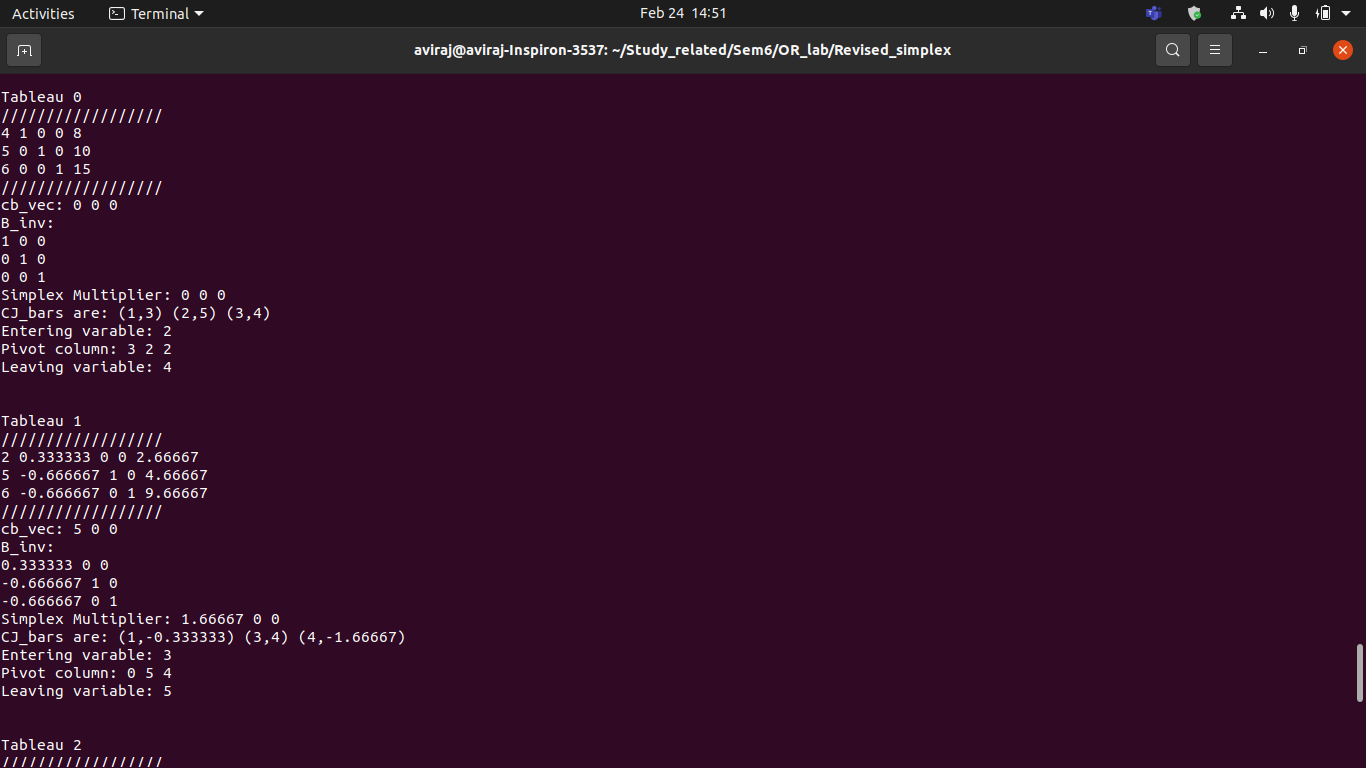 Activities Terminal Feb 24 14:51
aviraj@aviraj-Inspiron-3537: ~/Study_related/Sem6/OR_lab/Revised_simplex
Tableau 0
//////////////////
4 1 0 0 8
5 0 1 0 10
6 0 0 1 15
//////////////////
cb_vec: 0 0 0
B_inv:
1 0 0
0 1 0
0 0 1
Simplex Multiplier: 0 0 0
CJ_bars are: (1,3) (2,5) (3,4)
Entering varable: 2
Pivot column: 3 2 2
Leaving variable: 4
Tableau 1
//////////////////
2 0.333333 0 0 2.66667
5 -0.666667 1 0 4.66667
6 -0.666667 0 1 9.66667
//////////////////
cb_vec: 5 0 0
B_inv:
0.333333 0 0
-0.666667 1 0
-0.666667 0 1
Simplex Multiplier: 1.66667 0 0
CJ_bars are: (1,-0.333333) (3,4) (4,-1.66667)
Entering varable: 3
Pivot column: 0 5 4
Leaving variable: 5
Tableau 2
//////////////////